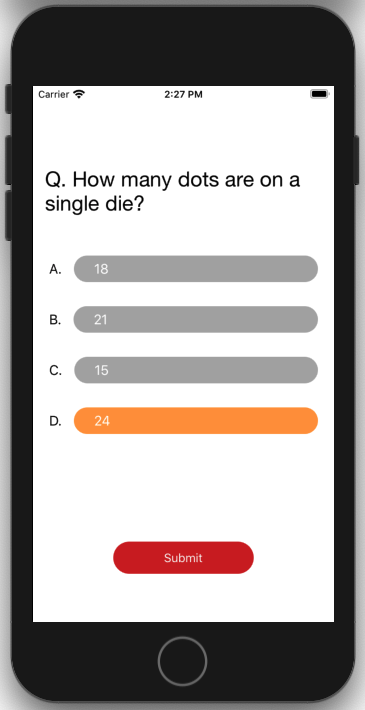 Carrier 2:27 PM
Q. How many dots are on a
single die?
A. 18
B. 21
C. 15
D. 24
Submit